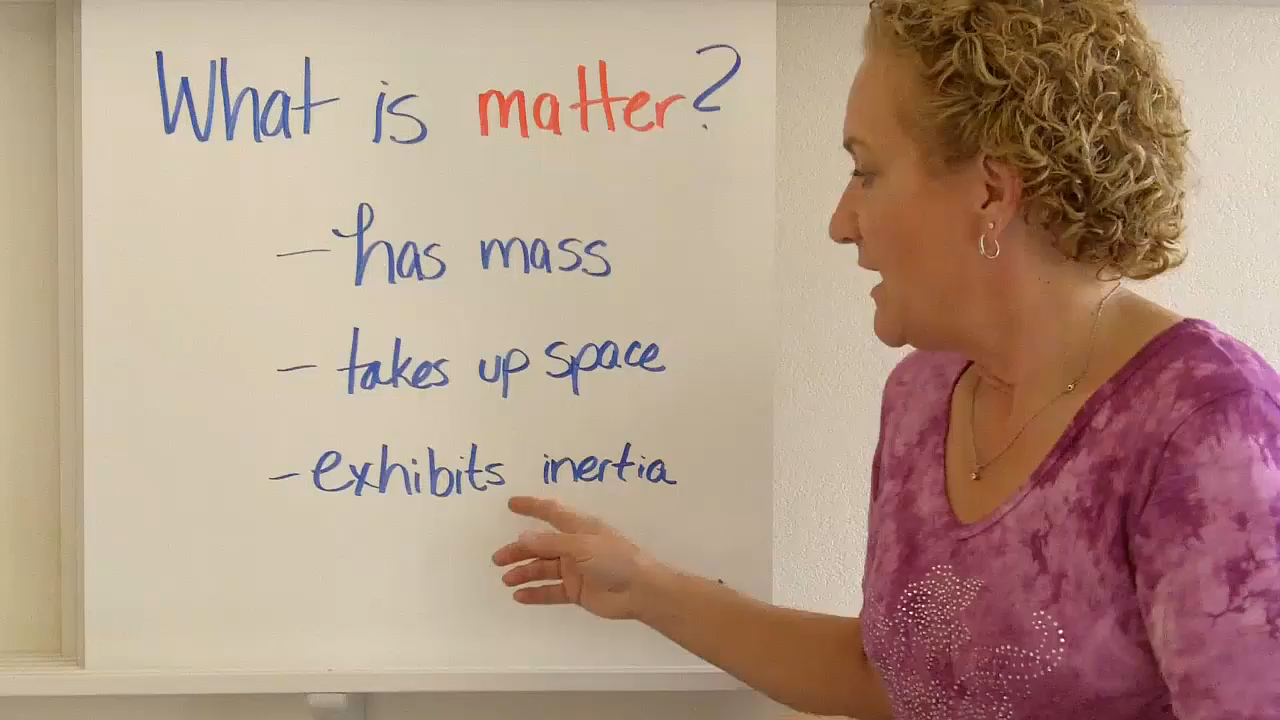 What is matter?
- has mass
- takes up space
- exhibits inertia